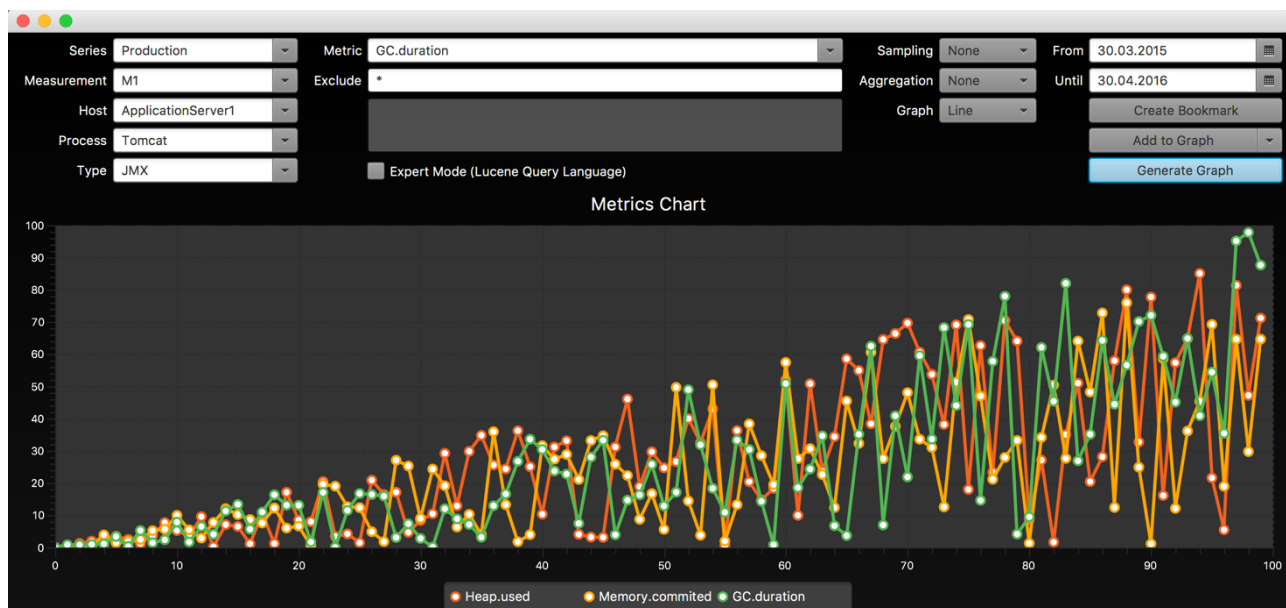 Series Production Metric GC.duration Sampling None From 30.03.2015
Measurement M1 Exclude * Aggregation None Until 30.04.2016
Host ApplicationServer1 Graph Line Create Bookmark
Process Tomcat Add to Graph
Type JMX Expert Mode (Lucene Query Language) Generate Graph
Metrics Chart
100
90
80
70
60
50
40
30
20
10
0
0 10 20 30 40 50 60 70 80 90 100
Heap.used Memory.commited GC.duration